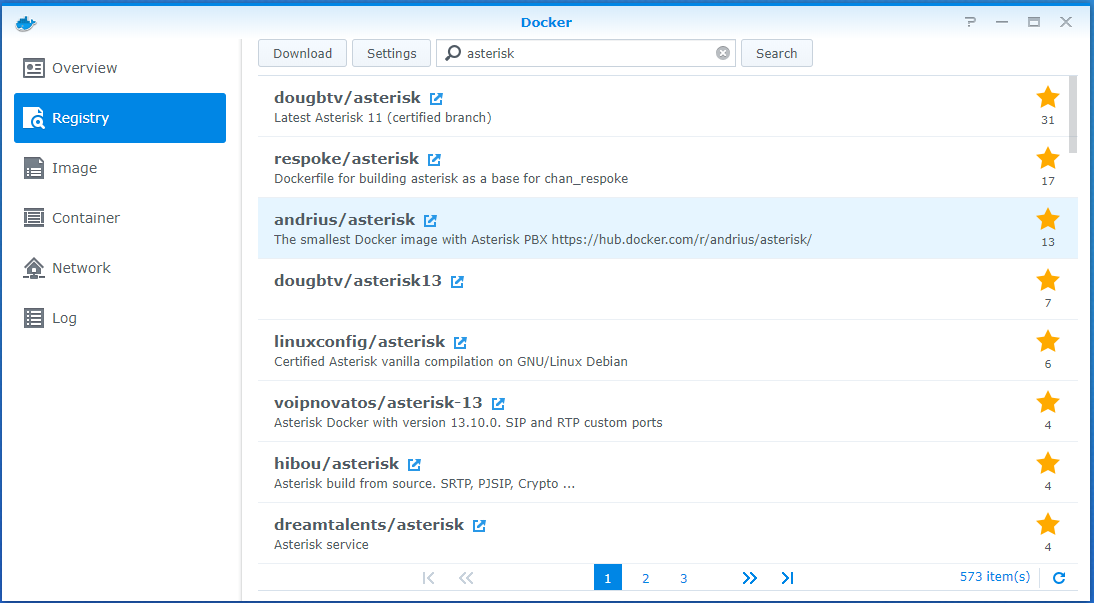 Docker
Overview
Registry
Image
Container
Network
Log
Download Settings asterisk Search
dougbtv/asterisk
Latest Asterisk 11 (certified branch)
31
respoke/asterisk
Dockerfile for building asterisk as a base for chan_respoke
17
andrius/asterisk
The smallest Docker image with Asterisk PBX https://hub.docker.com/r/andrius/asterisk/
13
dougbtv/asterisk13
7
linuxconfig/asterisk
Certified Asterisk vanilla compilation on GNU/Linux Debian
6
voipnovatos/asterisk-13
Asterisk Docker with version 13.10.0. SIP and RTP custom ports
4
hibou/asterisk
Asterisk build from source. SRTP, PJSIP, Crypto ...
4
dreamtalents/asterisk
Asterisk service
4
1 2 3 573 item(s)